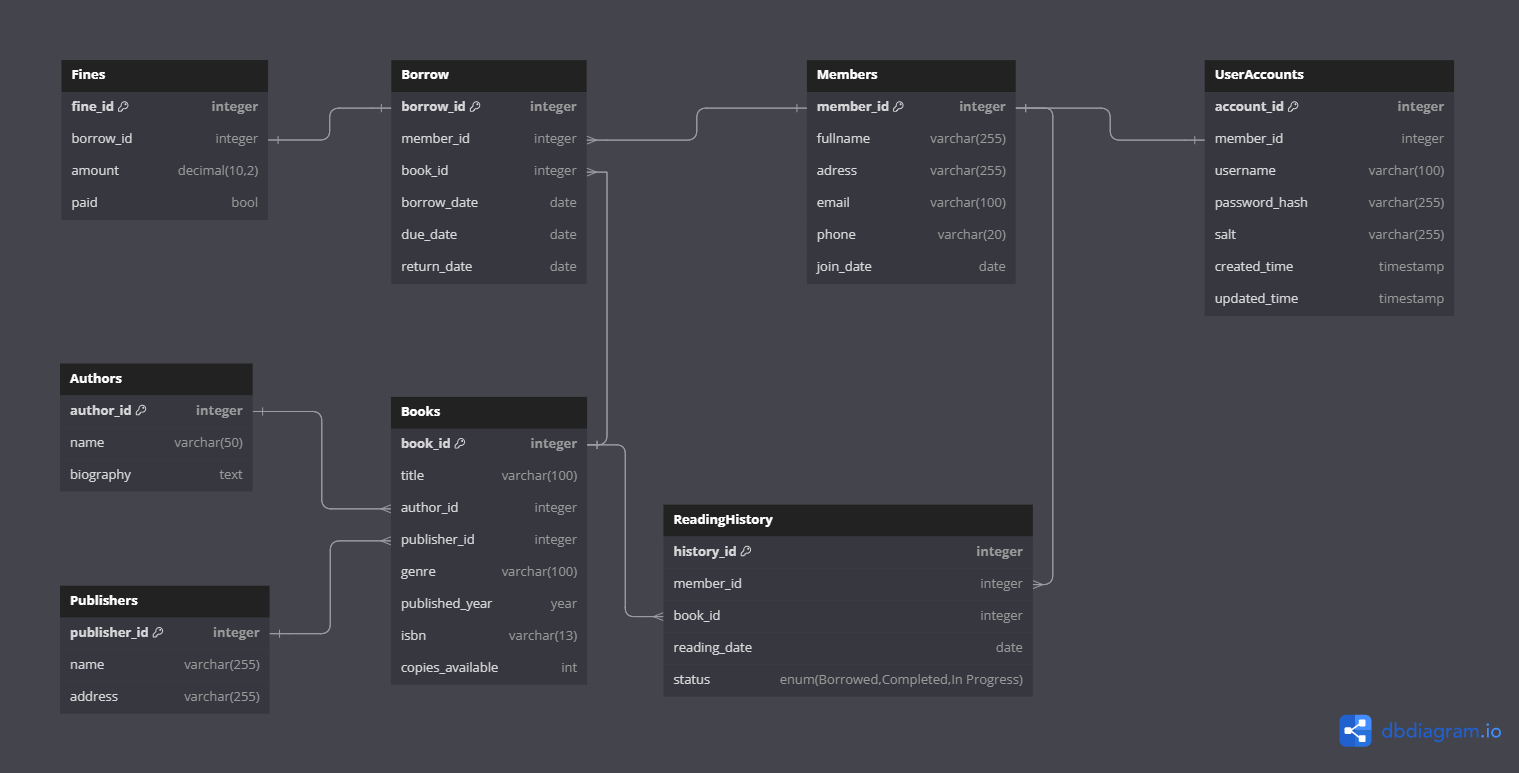 Fines
fine_id integer
borrow_id integer
amount decimal(10,2)
paid bool
Borrow
borrow_id integer
member_id integer
book_id integer
borrow_date date
due_date date
return_date date
Members
member_id integer
fullname varchar(255)
adress varchar(255)
email varchar(100)
phone varchar(20)
join_date date
UserAccounts
account_id integer
member_id integer
username varchar(100)
password_hash varchar(255)
salt varchar(255)
created_time timestamp
updated_time timestamp
Authors
author_id integer
name varchar(50)
biography text
Books
book_id integer
title varchar(100)
author_id integer
publisher_id integer
genre varchar(100)
published_year year
isbn varchar(13)
copies_available int
Publishers
publisher_id integer
name varchar(255)
address varchar(255)
ReadingHistory
history_id integer
member_id integer
book_id integer
reading_date date
status enum(Borrowed,Completed,In Progress)
dbdiagram.io